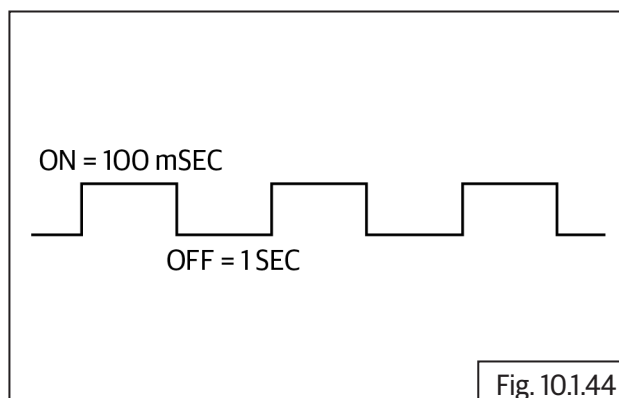 ON = 100 mSEC
OFF = 1 SEC
Fig. 10.1.44